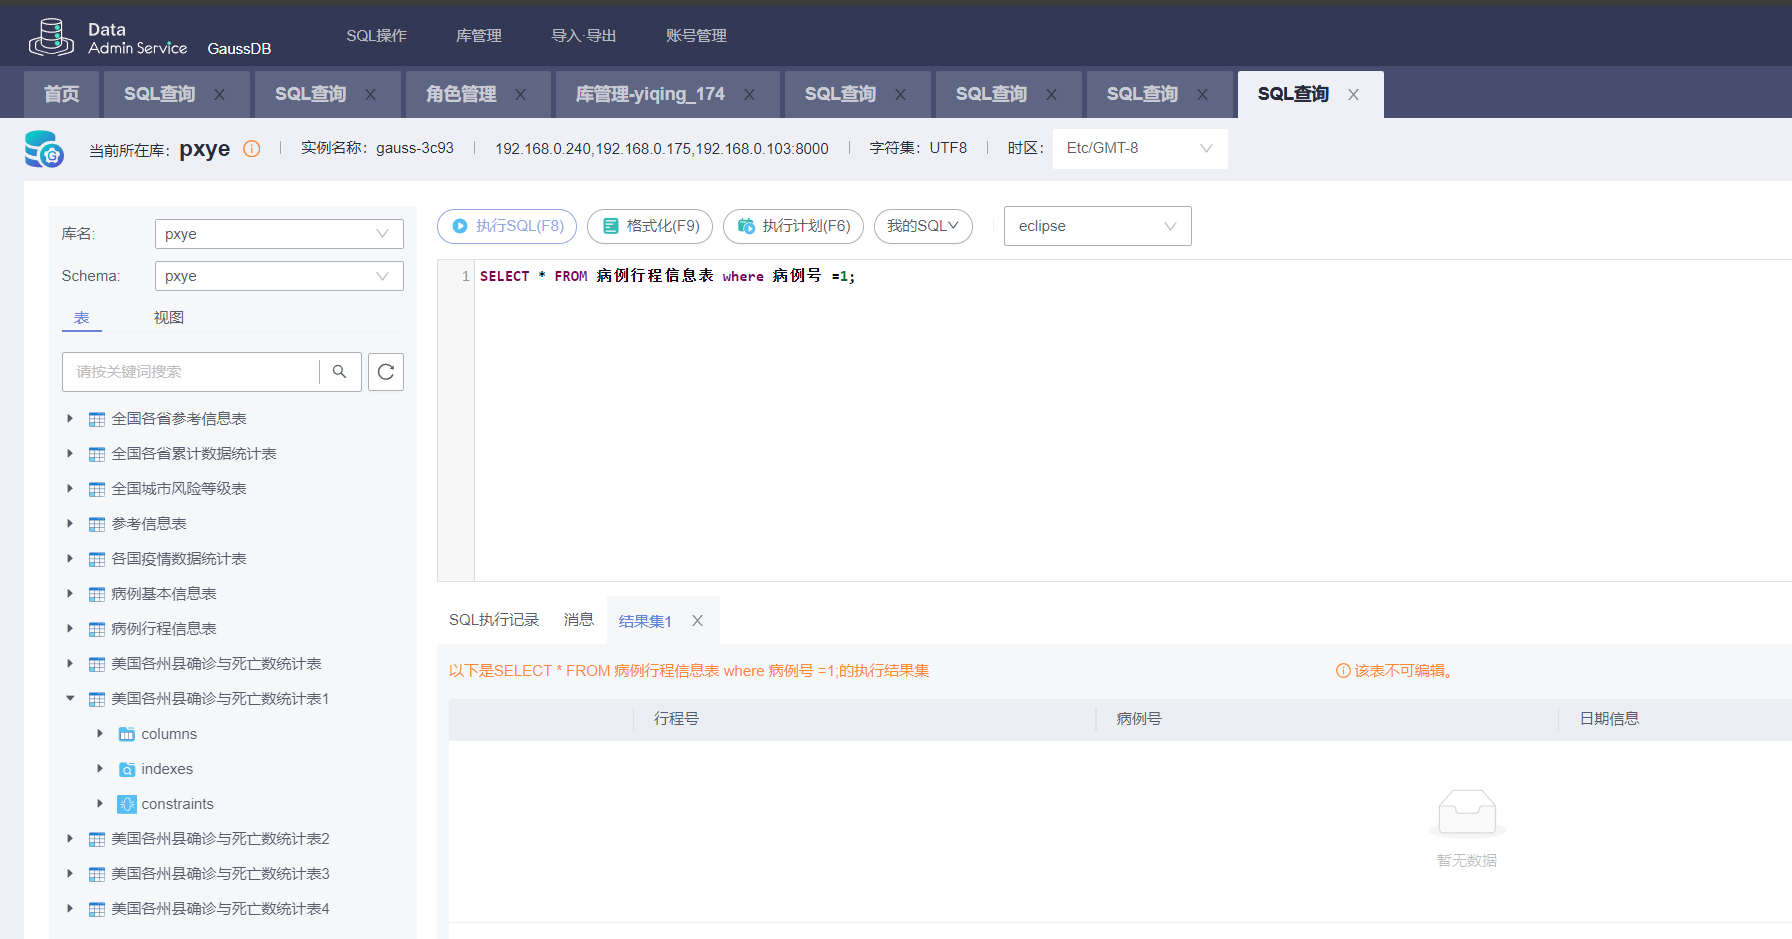 Data
Admin Service GaussDB SQL操作 库管理 导入·导出 账号管理
首页 SQL查询 SQL查询 角色管理 库管理-yiqing_174 SQL查询 SQL查询 SQL查询 SQL查询
当前所在库: pxye 实例名称: gauss-3c93 192.168.0.240,192.168.0.175,192.168.0.103:8000 字符集: UTF8 时区: Etc/GMT-8
库名: pxye
Schema: pxye
表 视图
请按关键词搜索
全国各省参考信息表
全国各省累计数据统计表
全国城市风险等级表
参考信息表
各国疫情数据统计表
病例基本信息表
病例行程信息表
美国各州县确诊与死亡数统计表
美国各州县确诊与死亡数统计表1
columns
indexes
constraints
美国各州县确诊与死亡数统计表2
美国各州县确诊与死亡数统计表3
美国各州县确诊与死亡数统计表4
执行SQL(F8) 格式化(F9) 执行计划(F6) 我的SQL eclipse
1 SELECT * FROM 病例行程信息表 where 病例号 =1;
SQL执行记录 消息 结果集1
以下是SELECT * FROM 病例行程信息表 where 病例号 =1;的执行结果集 该表不可编辑。
行程号 病例号 日期信息
暂无数据